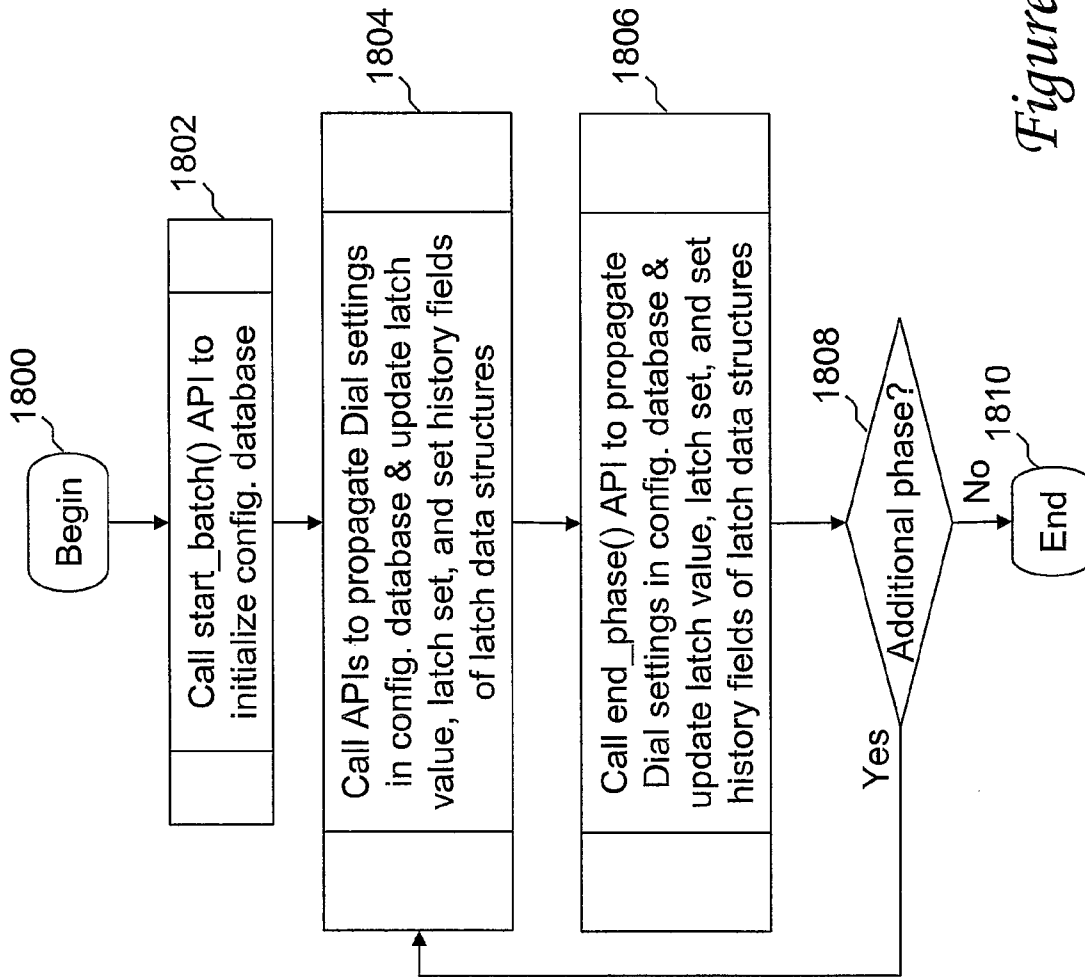 1800
Begin
1802
Call start_batch() API to
initialize config. database
1804
Call APIs to propagate Dial settings
in config. database & update latch
value, latch set, and set history fields
of latch data structures
1806
Call end_phase() API to propagate
Dial settings in config. database &
update latch value, latch set, and set
history fields of latch data structures
1808
Additional phase?
Yes
No
1810
End
Figure